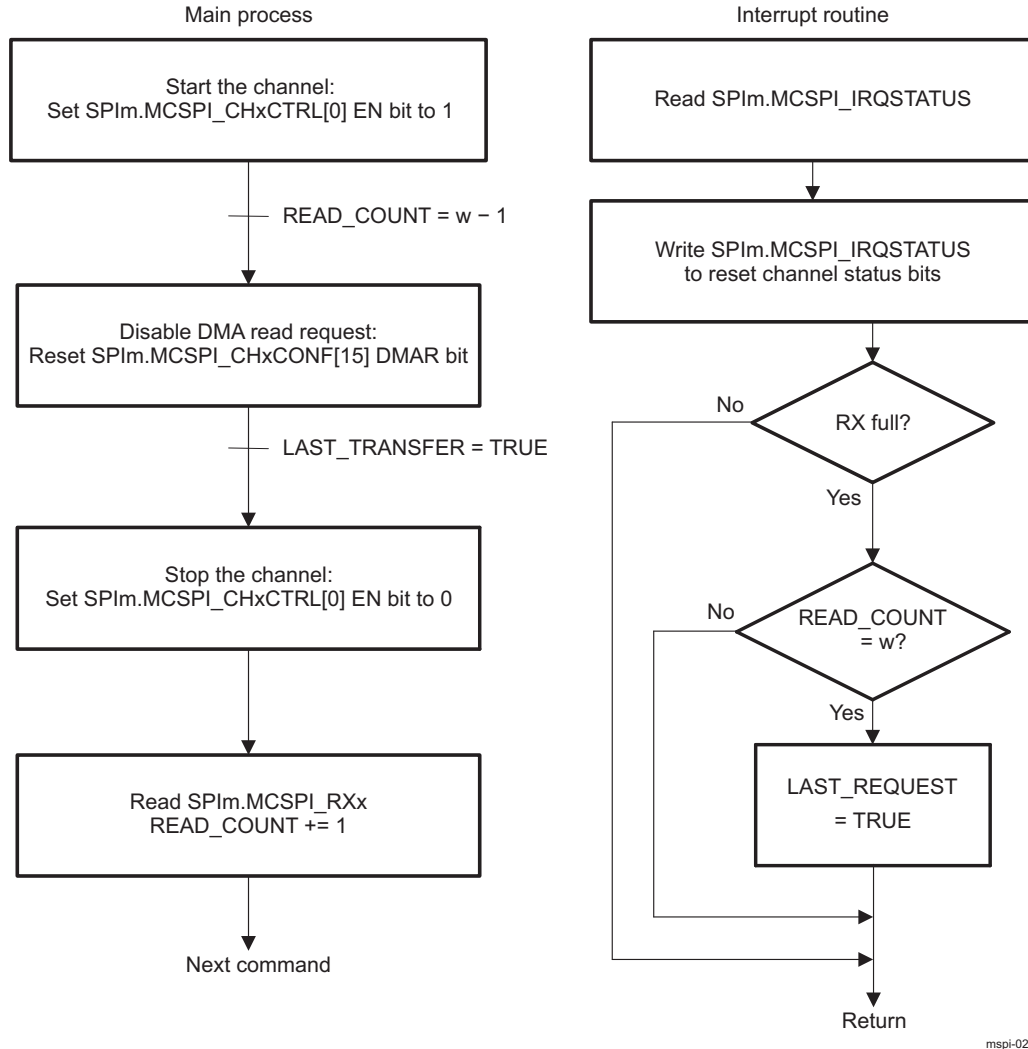 Main process
Start the channel:
Set SPIm.MCSPI_CHxCTRL[0] EN bit to 1
READ_COUNT = w − 1
Disable DMA read request:
Reset SPIm.MCSPI_CHxCONF[15] DMAR bit
LAST_TRANSFER = TRUE
Stop the channel:
Set SPIm.MCSPI_CHxCTRL[0] EN bit to 0
Read SPIm.MCSPI_RXx
READ_COUNT += 1
Next command
Interrupt routine
Read SPIm.MCSPI_IRQSTATUS
Write SPIm.MCSPI_IRQSTATUS
to reset channel status bits
RX full?
No
Yes
READ_COUNT
= w?
No
Yes
LAST_REQUEST
= TRUE
Return
mspi-02